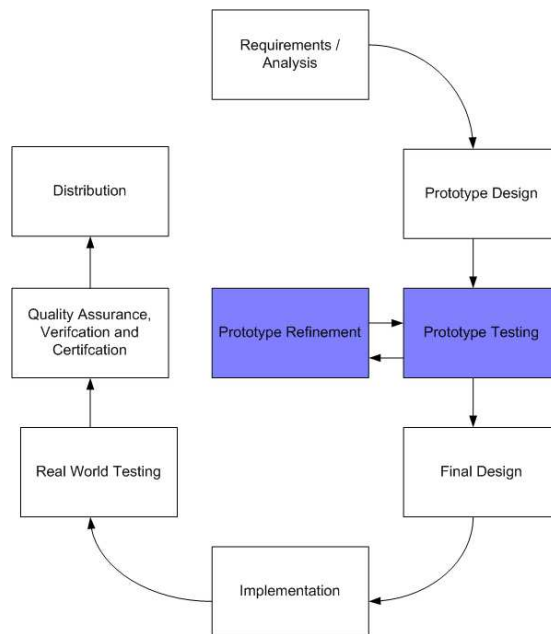 Requirements /
Analysis
Prototype Design
Distribution
Quality Assurance,
Verifcation and
Certifcation
Prototype Refinement
Prototype Testing
Real World Testing
Final Design
Implementation